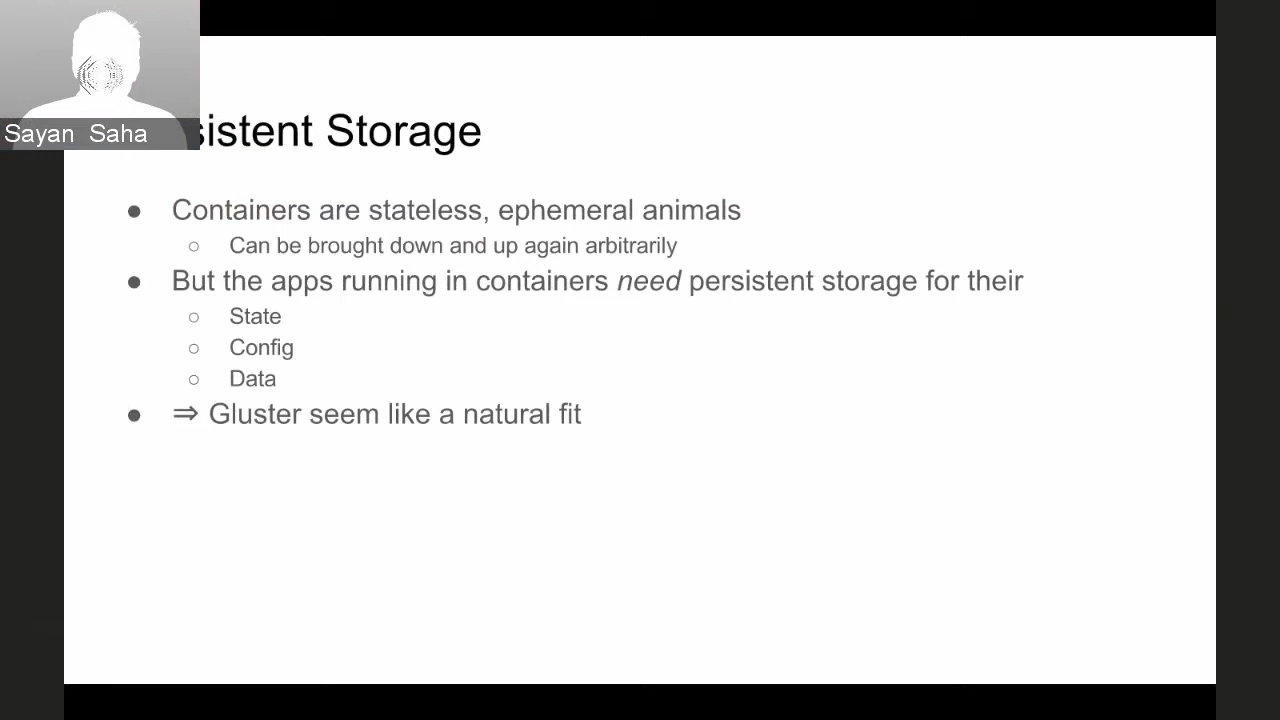 Sayan Saha
sistent Storage
● Containers are stateless, ephemeral animals
○ Can be brought down and up again arbitrarily
● But the apps running in containers need persistent storage for their
○ State
○ Config
○ Data
● ⇒ Gluster seem like a natural fit